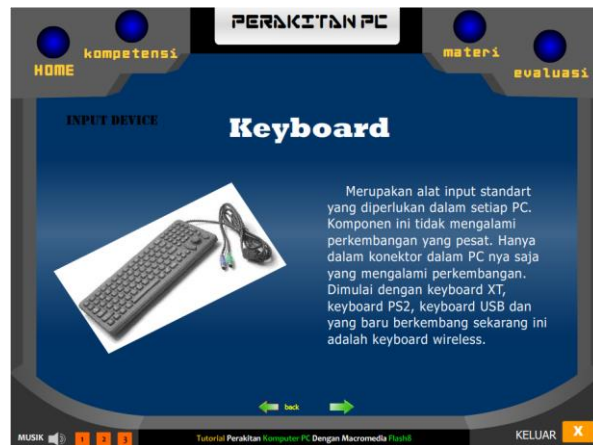 PERAKITAN PC
kompetensi
materi
HOME
evaluasi
INPUT DEVICE
Keyboard
Merupakan alat input standart
yang diperlukan dalam setiap PC.
Komponen ini tidak mengalami
perkembangan yang pesat. Hanya
dalam konektor dalam PC nya saja
yang mengalami perkembangan.
Dimulai dengan keyboard XT,
keyboard PS2, keyboard USB dan
yang baru berkembang sekarang ini
adalah keyboard wireless.
back
MUSIK 1 2 3
Tutorial Perakitan Komputer PC Dengan Macromedia Flash8
KELUAR X